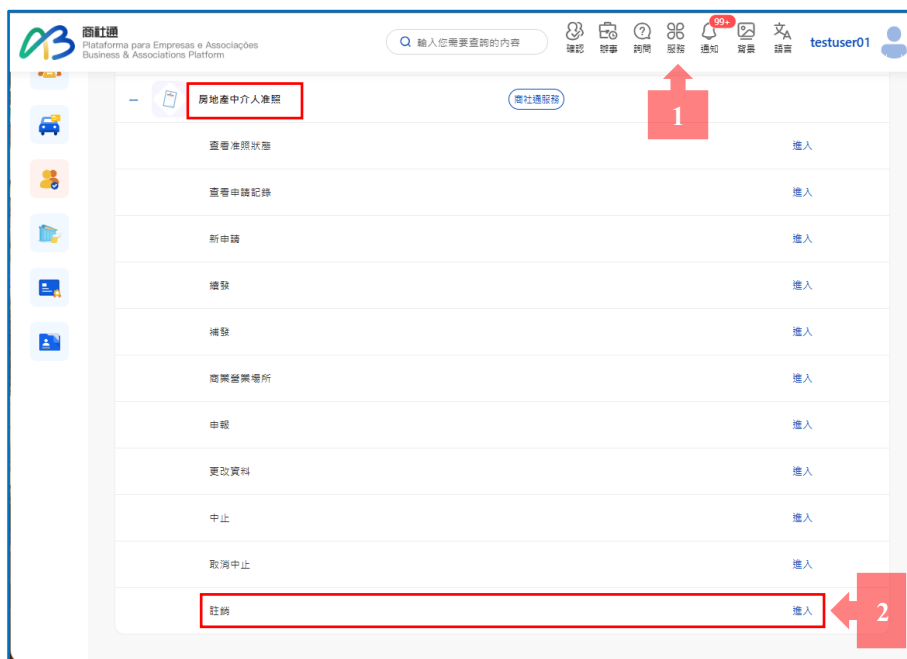 商社通
Plataforma para Empresas e Associações
Business & Associations Platform
輸入您需要查詢的內容
確認
辦事
詢問
服務
99+
通知
背景
語言
testuser01
1
房地產中介人准照
商社通服務
查看准照狀態 進入
查看申請記錄 進入
新申請 進入
續發 進入
補發 進入
商業營業場所 進入
申報 進入
更改資料 進入
中止 進入
取消中止 進入
註銷 進入
2